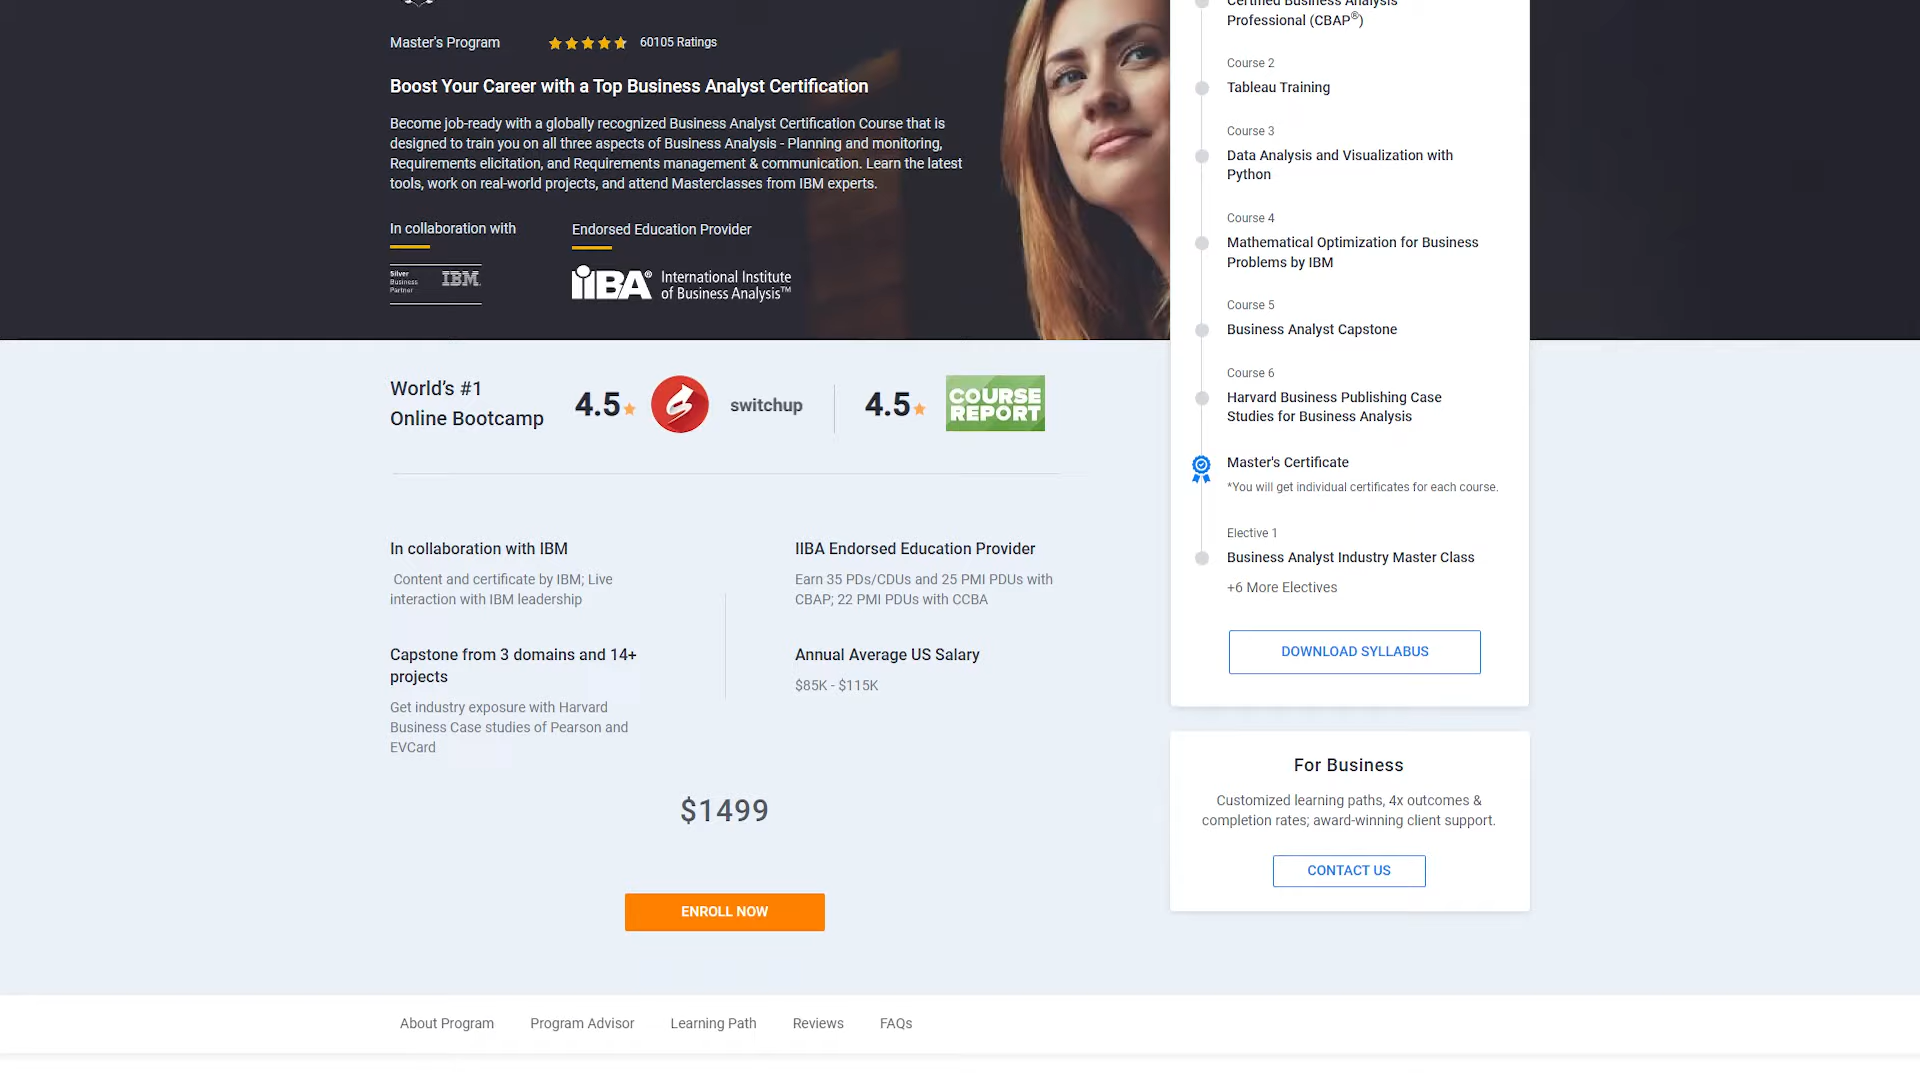 Master's Program
60105 Ratings
Boost Your Career with a Top Business Analyst Certification
Become job-ready with a globally recognized Business Analyst Certification Course that is
designed to train you on all three aspects of Business Analysis - Planning and monitoring,
Requirements elicitation, and Requirements management & communication. Learn the latest
tools, work on real-world projects, and attend Masterclasses from IBM experts.
In collaboration with
Endorsed Education Provider
Silver
Business
Partner
IBM
iiBA® International Institute
of Business Analysis™
World's #1
Online Bootcamp
4.5
switchup
4.5
COURSE
REPORT
In collaboration with IBM
Content and certificate by IBM; Live
interaction with IBM leadership
IIBA Endorsed Education Provider
Earn 35 PDs/CDUs and 25 PMI PDUs with
CBAP; 22 PMI PDUs with CCBA
Capstone from 3 domains and 14+
projects
Get industry exposure with Harvard
Business Case studies of Pearson and
EVCard
Annual Average US Salary
$85K - $115K
$1499
ENROLL NOW
Certified Business Analysis
Professional (CBAP®)
Course 2
Tableau Training
Course 3
Data Analysis and Visualization with
Python
Course 4
Mathematical Optimization for Business
Problems by IBM
Course 5
Business Analyst Capstone
Course 6
Harvard Business Publishing Case
Studies for Business Analysis
Master's Certificate
*You will get individual certificates for each course.
Elective 1
Business Analyst Industry Master Class
+6 More Electives
DOWNLOAD SYLLABUS
For Business
Customized learning paths, 4x outcomes &
completion rates; award-winning client support.
CONTACT US
About Program
Program Advisor
Learning Path
Reviews
FAQs